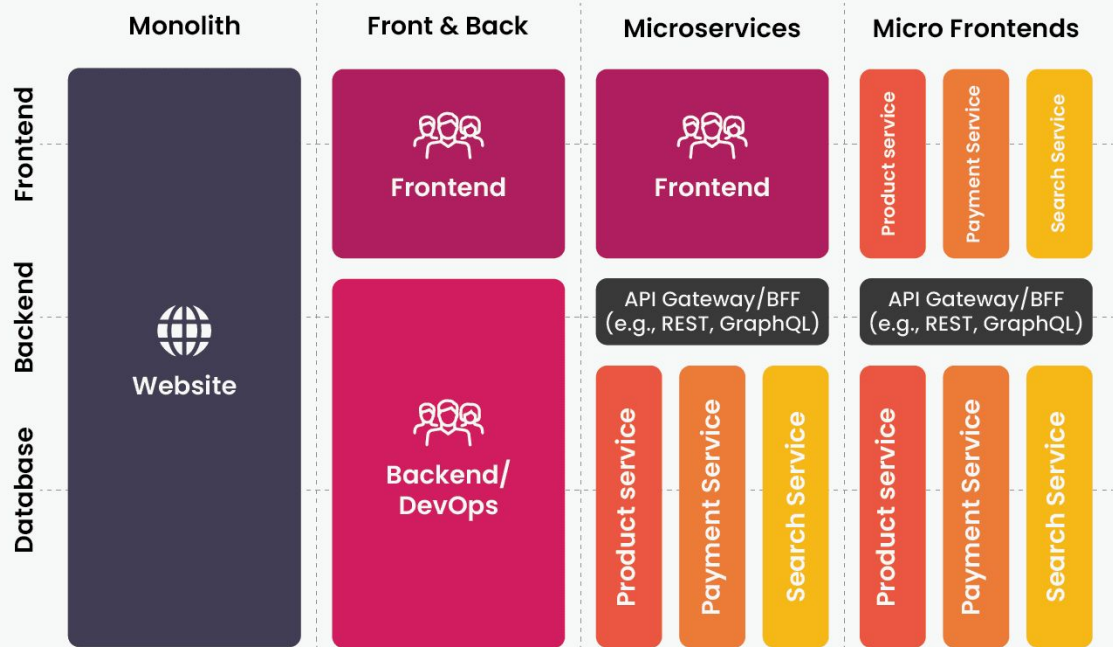 Monolith
Front & Back
Microservices
Micro Frontends
Frontend
Backend
Database
Website
Frontend
Backend/
DevOps
Frontend
API Gateway/BFF
(e.g., REST, GraphQL)
Product service
Payment Service
Search Service
Product service
Payment Service
Search Service
API Gateway/BFF
(e.g., REST, GraphQL)
Product service
Payment Service
Search Service